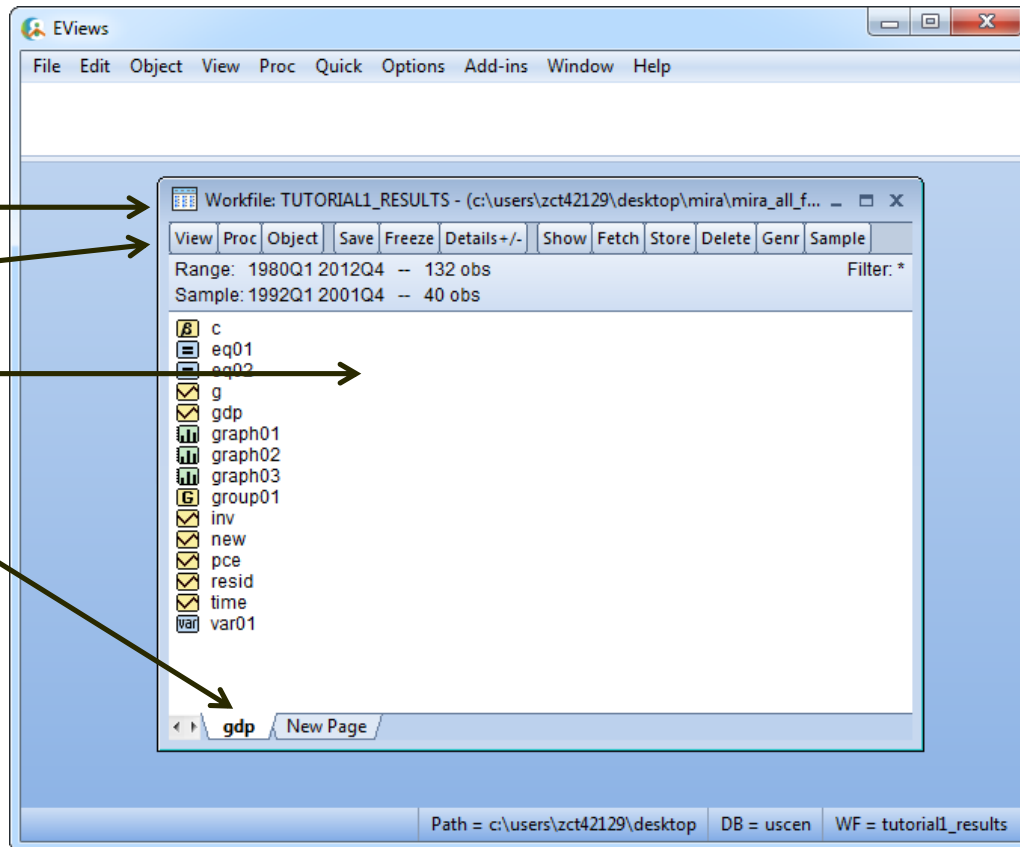 EViews
File Edit Object View Proc Quick Options Add-ins Window Help
Workfile: TUTORIAL1_RESULTS - (c:\users\zct42129\desktop\mira\mira_all_f...
View Proc Object Save Freeze Details+/- Show Fetch Store Delete Genr Sample
Range: 1980Q1 2012Q4 -- 132 obs Filter: *
Sample: 1992Q1 2001Q4 -- 40 obs
β c
= eq01
= eq02
g
gdp
graph01
graph02
graph03
G group01
inv
new
pce
resid
time
var var01
gdp New Page
Path = c:\users\zct42129\desktop DB = uscen WF = tutorial1_results